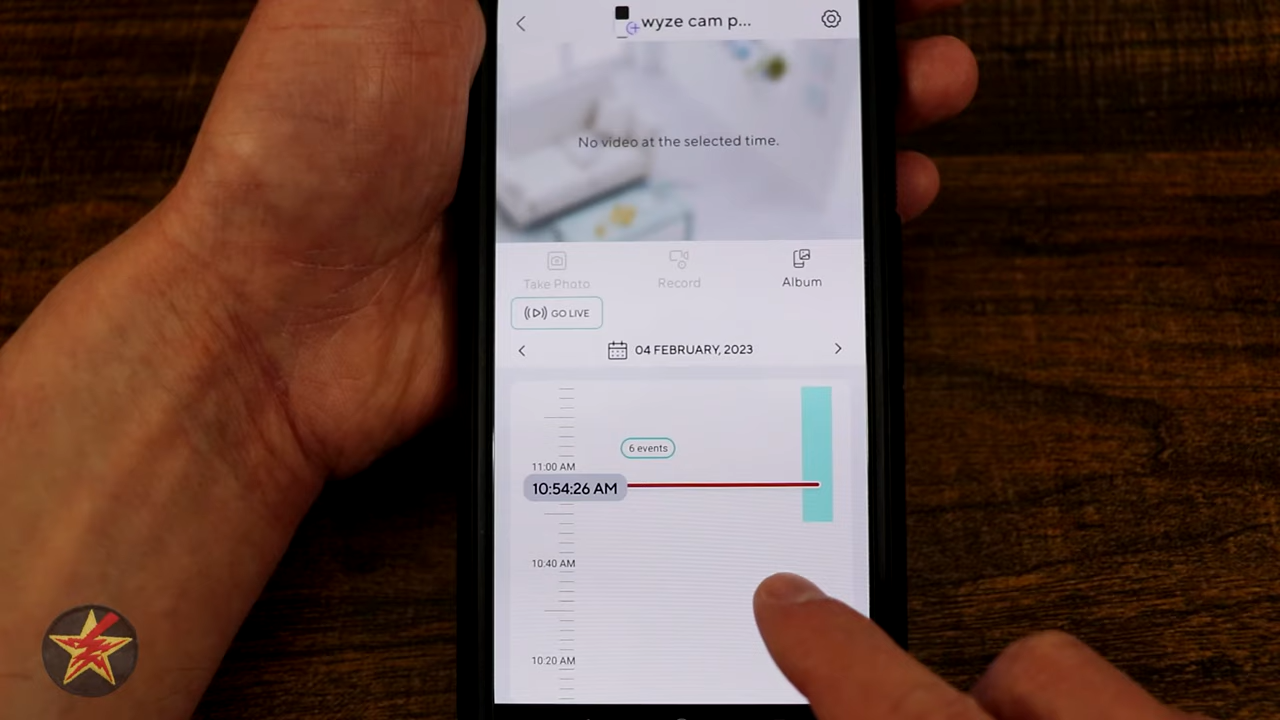 wyze cam p...
No video at the selected time.
Take Photo
Record
Album
GO LIVE
04 FEBRUARY, 2023
6 events
11:00 AM
10:54:26 AM
10:40 AM
10:20 AM